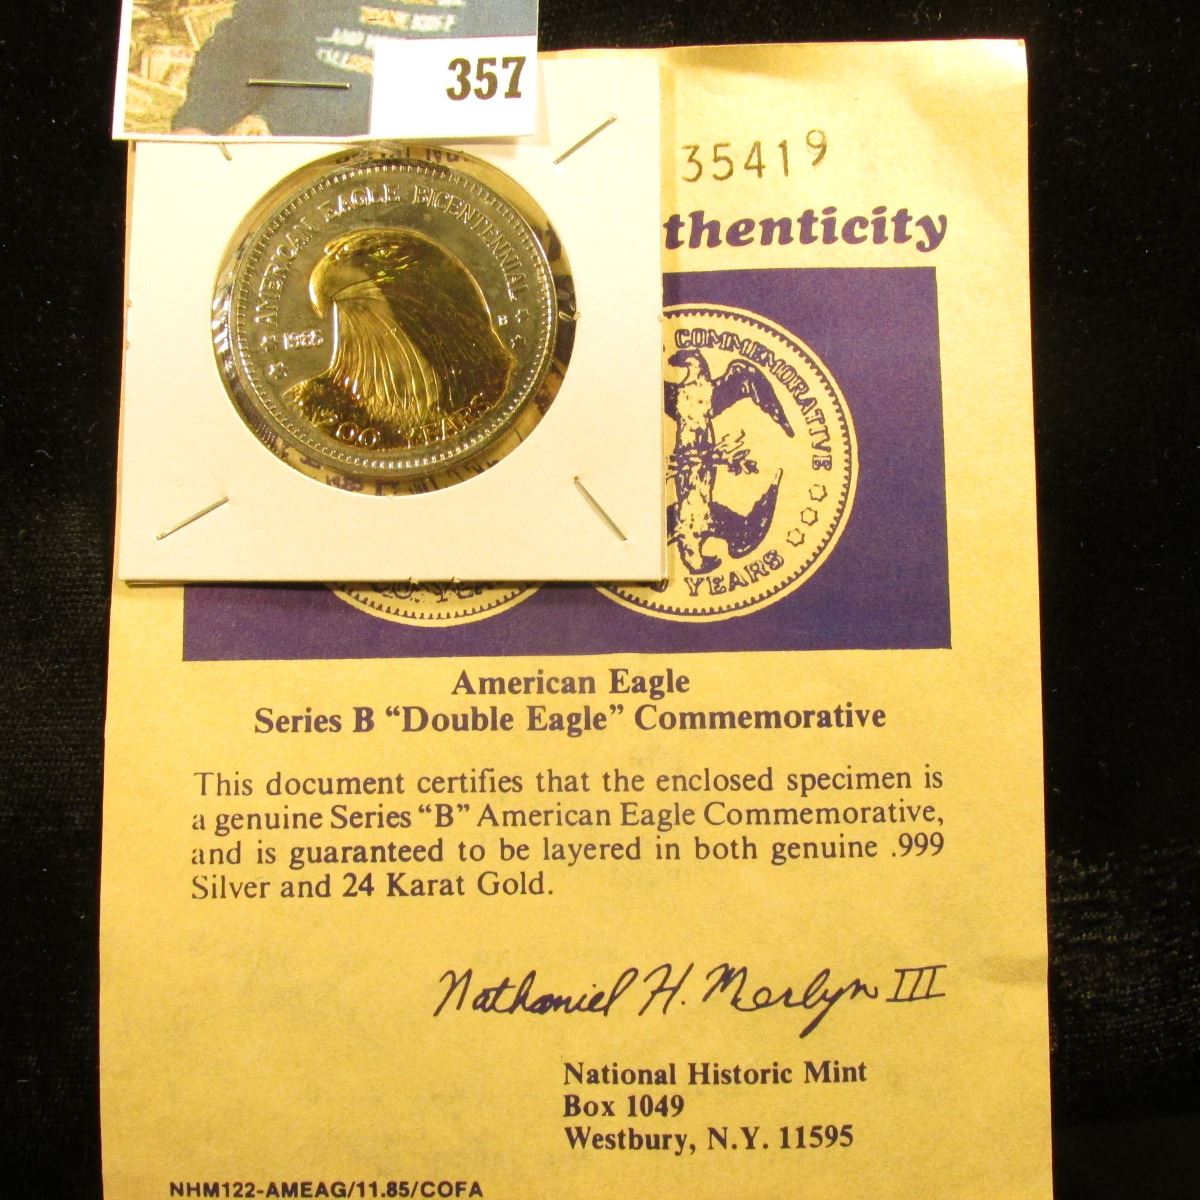 357
35419
thenticity
AMERICAN EAGLE BICENTENNIAL
1986
B
200 YEARS
COMMEMORATIVE
YEARS
American Eagle
Series B “Double Eagle” Commemorative
This document certifies that the enclosed specimen is
a genuine Series “B” American Eagle Commemorative,
and is guaranteed to be layered in both genuine .999
Silver and 24 Karat Gold.
Nathaniel H. Merlyn III
National Historic Mint
Box 1049
Westbury, N.Y. 11595
NHM122-AMEAG/11.85/COFA